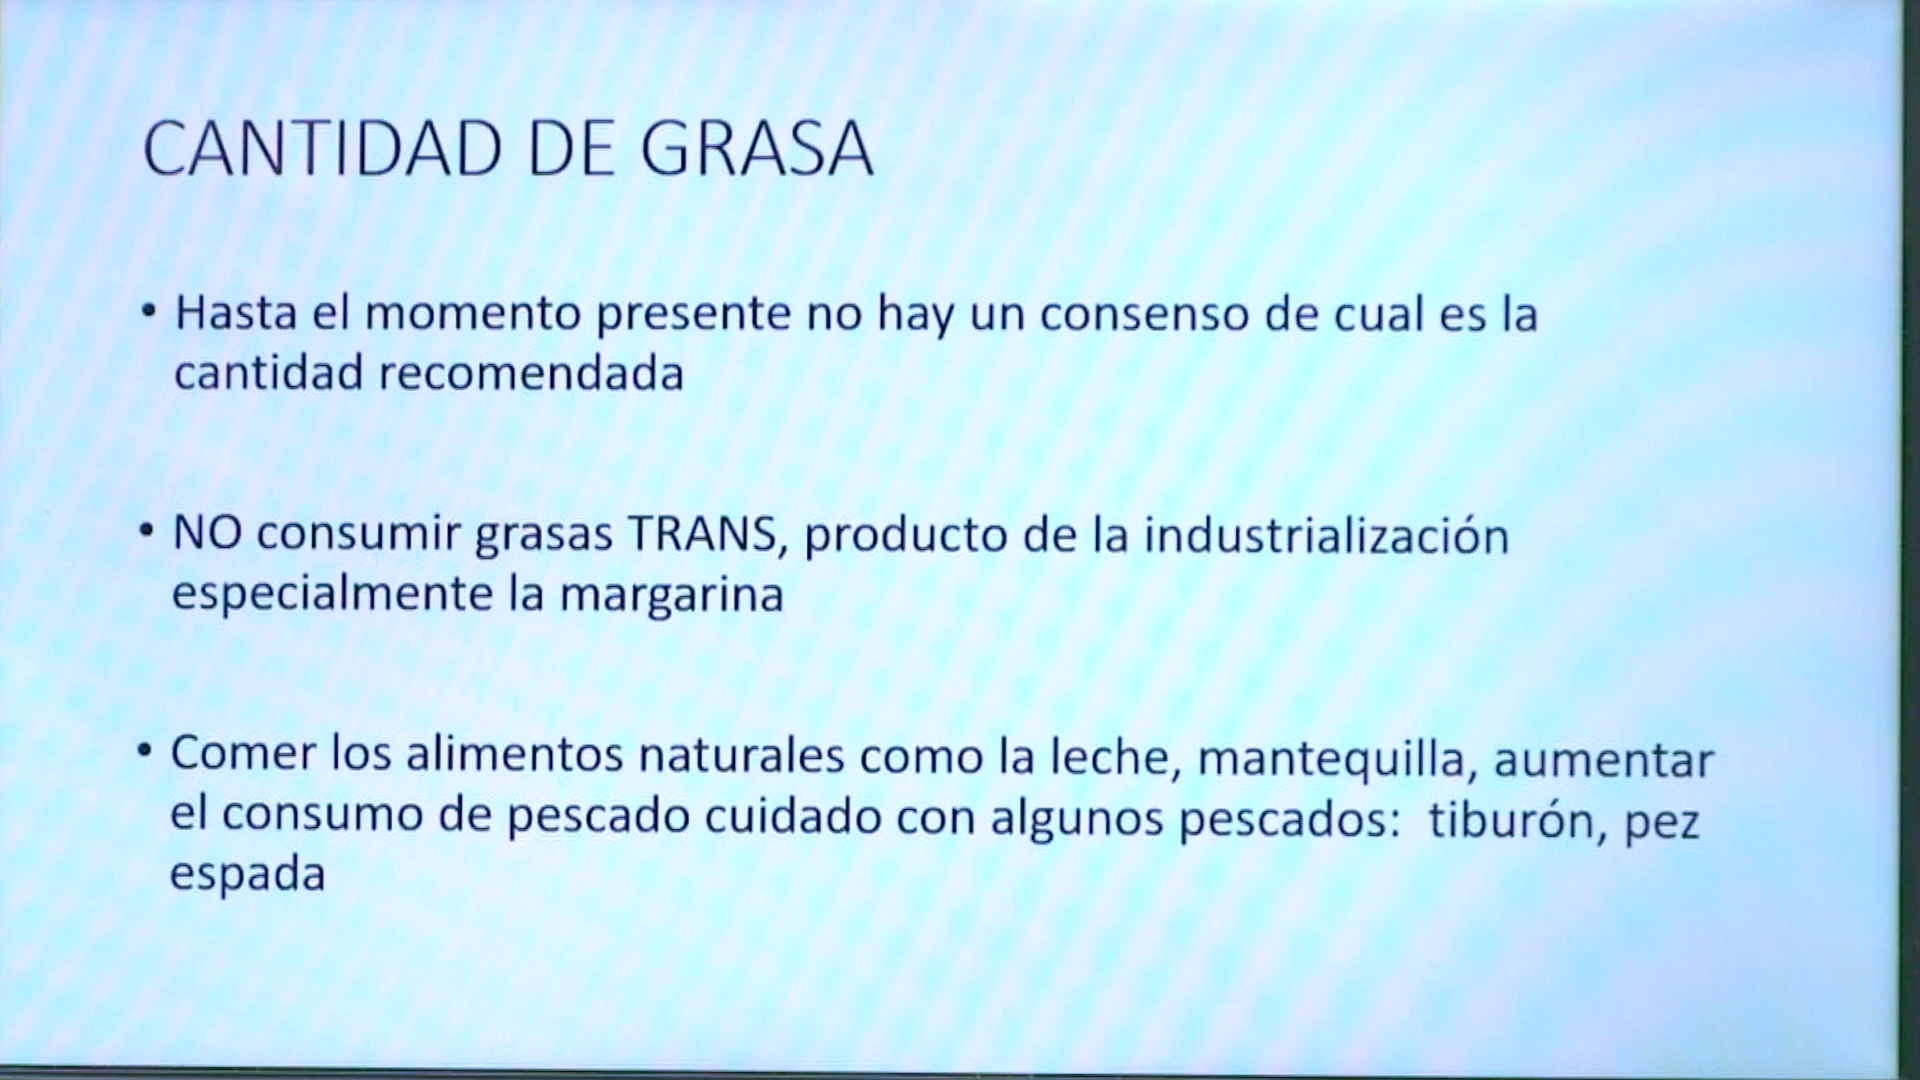 CANTIDAD DE GRASA
• Hasta el momento presente no hay un consenso de cual es la
cantidad recomendada
• NO consumir grasas TRANS, producto de la industrialización
especialmente la margarina
• Comer los alimentos naturales como la leche, mantequilla, aumentar
el consumo de pescado cuidado con algunos pescados: tiburón, pez
espada